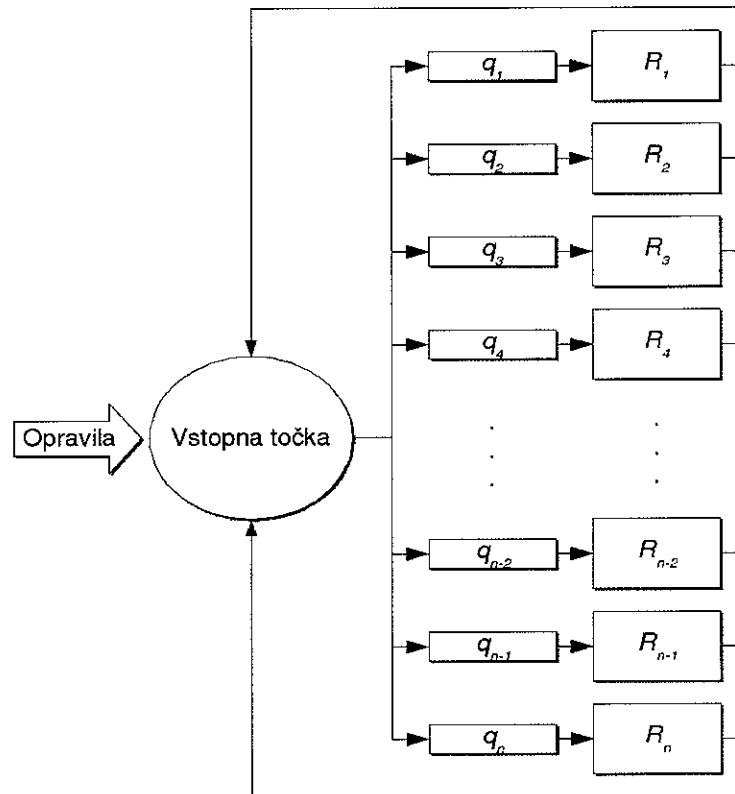 q1 R1
q2 R2
q3 R3
q4 R4
Opravila
Vstopna točka
qn-2 Rn-2
qn-1 Rn-1
qn Rn